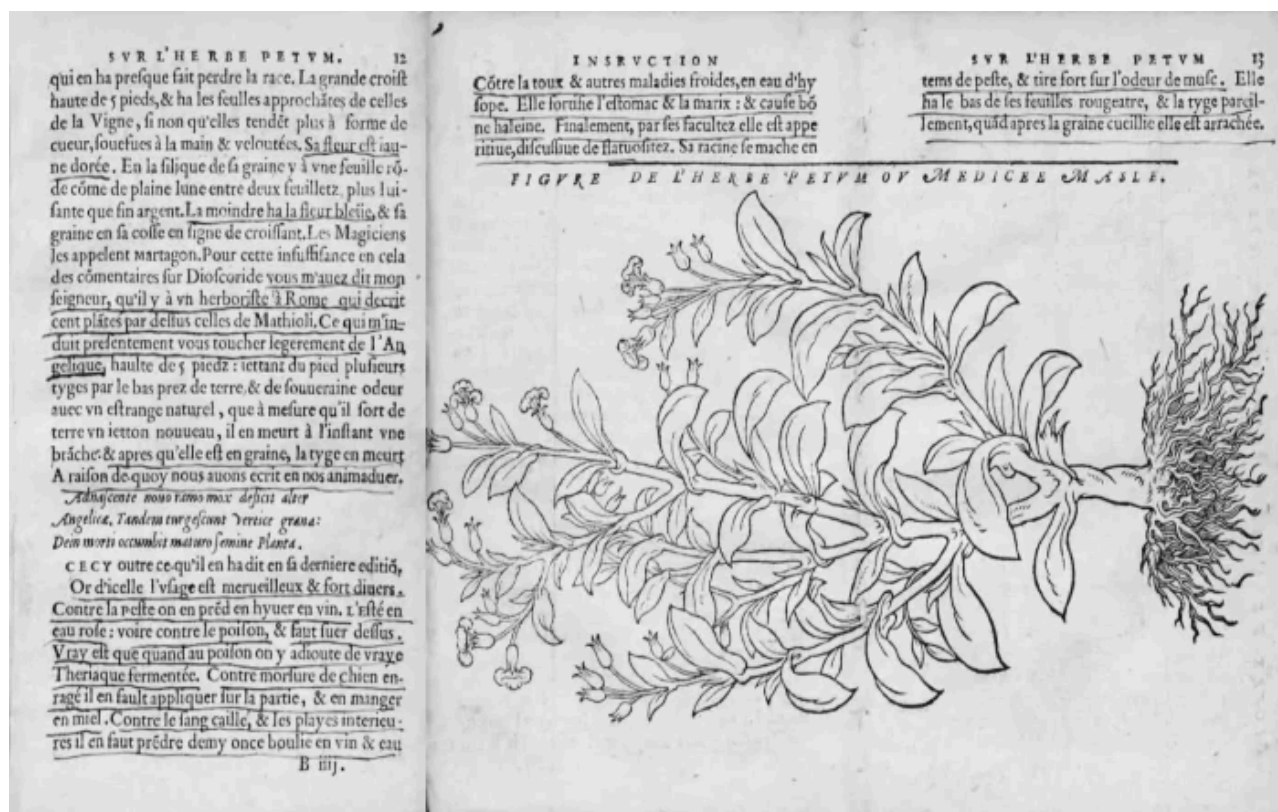 SVR L'HERBE PETVM. 12
qui en ha preſque fait perdre la race. La grande croiſt
haute de 5 pieds, & ha les feulles approchãtes de celles
de la Vigne, ſi non qu'elles tendẽt plus à forme de
cueur, ſouefues à la main & veloutées. Sa fleur eſt iau-
ne dorée. En la ſilique de ſa graine y à vne feuille rõ-
de cõme de plaine lune entre deux feuilletz, plus lui-
ſante que fin argent. La moindre ha la fleur bleüe, & ſa
graine en ſa coſſe en ſigne de croiſſant. Les Magiciens
les appelent Martagon. Pour cette inſuffiſance en cela
des cõmentaires ſur Dioſcoride vous m'auez dit mon
ſeigneur, qu'il y à vn herboriſte à Rome qui decrit
cent plãtes par deſſus celles de Mathioli. Ce qui m'in-
duit preſentement vous toucher legerement de l'An
gelique, haulte de 5 piedz : iettant du pied pluſieurs
tyges par le bas prez de terre, & de ſouueraine odeur
auec vn eſtrange naturel, que à meſure qu'il ſort de
terre vn ietton nouueau, il en meurt à l'inſtant vne
brãche: & apres qu'elle eſt en graine, la tyge en meurt
A raiſon de quoy nous auons ecrit en nos animaduer.
Adnaſcente nouo ramo mox deficit alter
Angelicæ, Tandem turgeſcunt vertice grana:
Dein morti occumbit maturo ſemine Planta.
CECY outre ce qu'il en ha dit en ſa derniere editiõ,
Or d'icelle l'vſage eſt merueilleux & fort diuers.
Contre la peſte on en prẽd en hyuer en vin. L'eſté en
eau roſe : voire contre le poiſon, & faut ſuer deſſus.
Vray eſt que quand au poiſon on y adioute de vraye
Theriaque fermentée. Contre morſure de chien en-
ragé il en fault appliquer ſur la partie, & en manger
en miel. Contre le ſang caille, & les playes interieu-
res il en faut prẽdre demy once boulie en vin & eau
B iiij.
INSRVCTION
Cõtre la toux & autres maladies froides, en eau d'hy
ſope. Elle fortifie l'eſtomac & la marix : & cauſe bõ
ne haleine. Finalement, par ſes facultez elle eſt appe
ritiue, diſcuſſiue de flatuoſitez. Sa racine ſe mache en
SVR L'HERBE PETVM 13
tems de peſte, & tire fort ſur l'odeur de muſc. Elle
ha le bas de ſes feuilles rougeatre, & la tyge pareil-
lement, quãd apres la graine cueillie elle eſt arrachée.
FIGVRE DE L'HERBE PETVM OV MEDICEE MASLE.